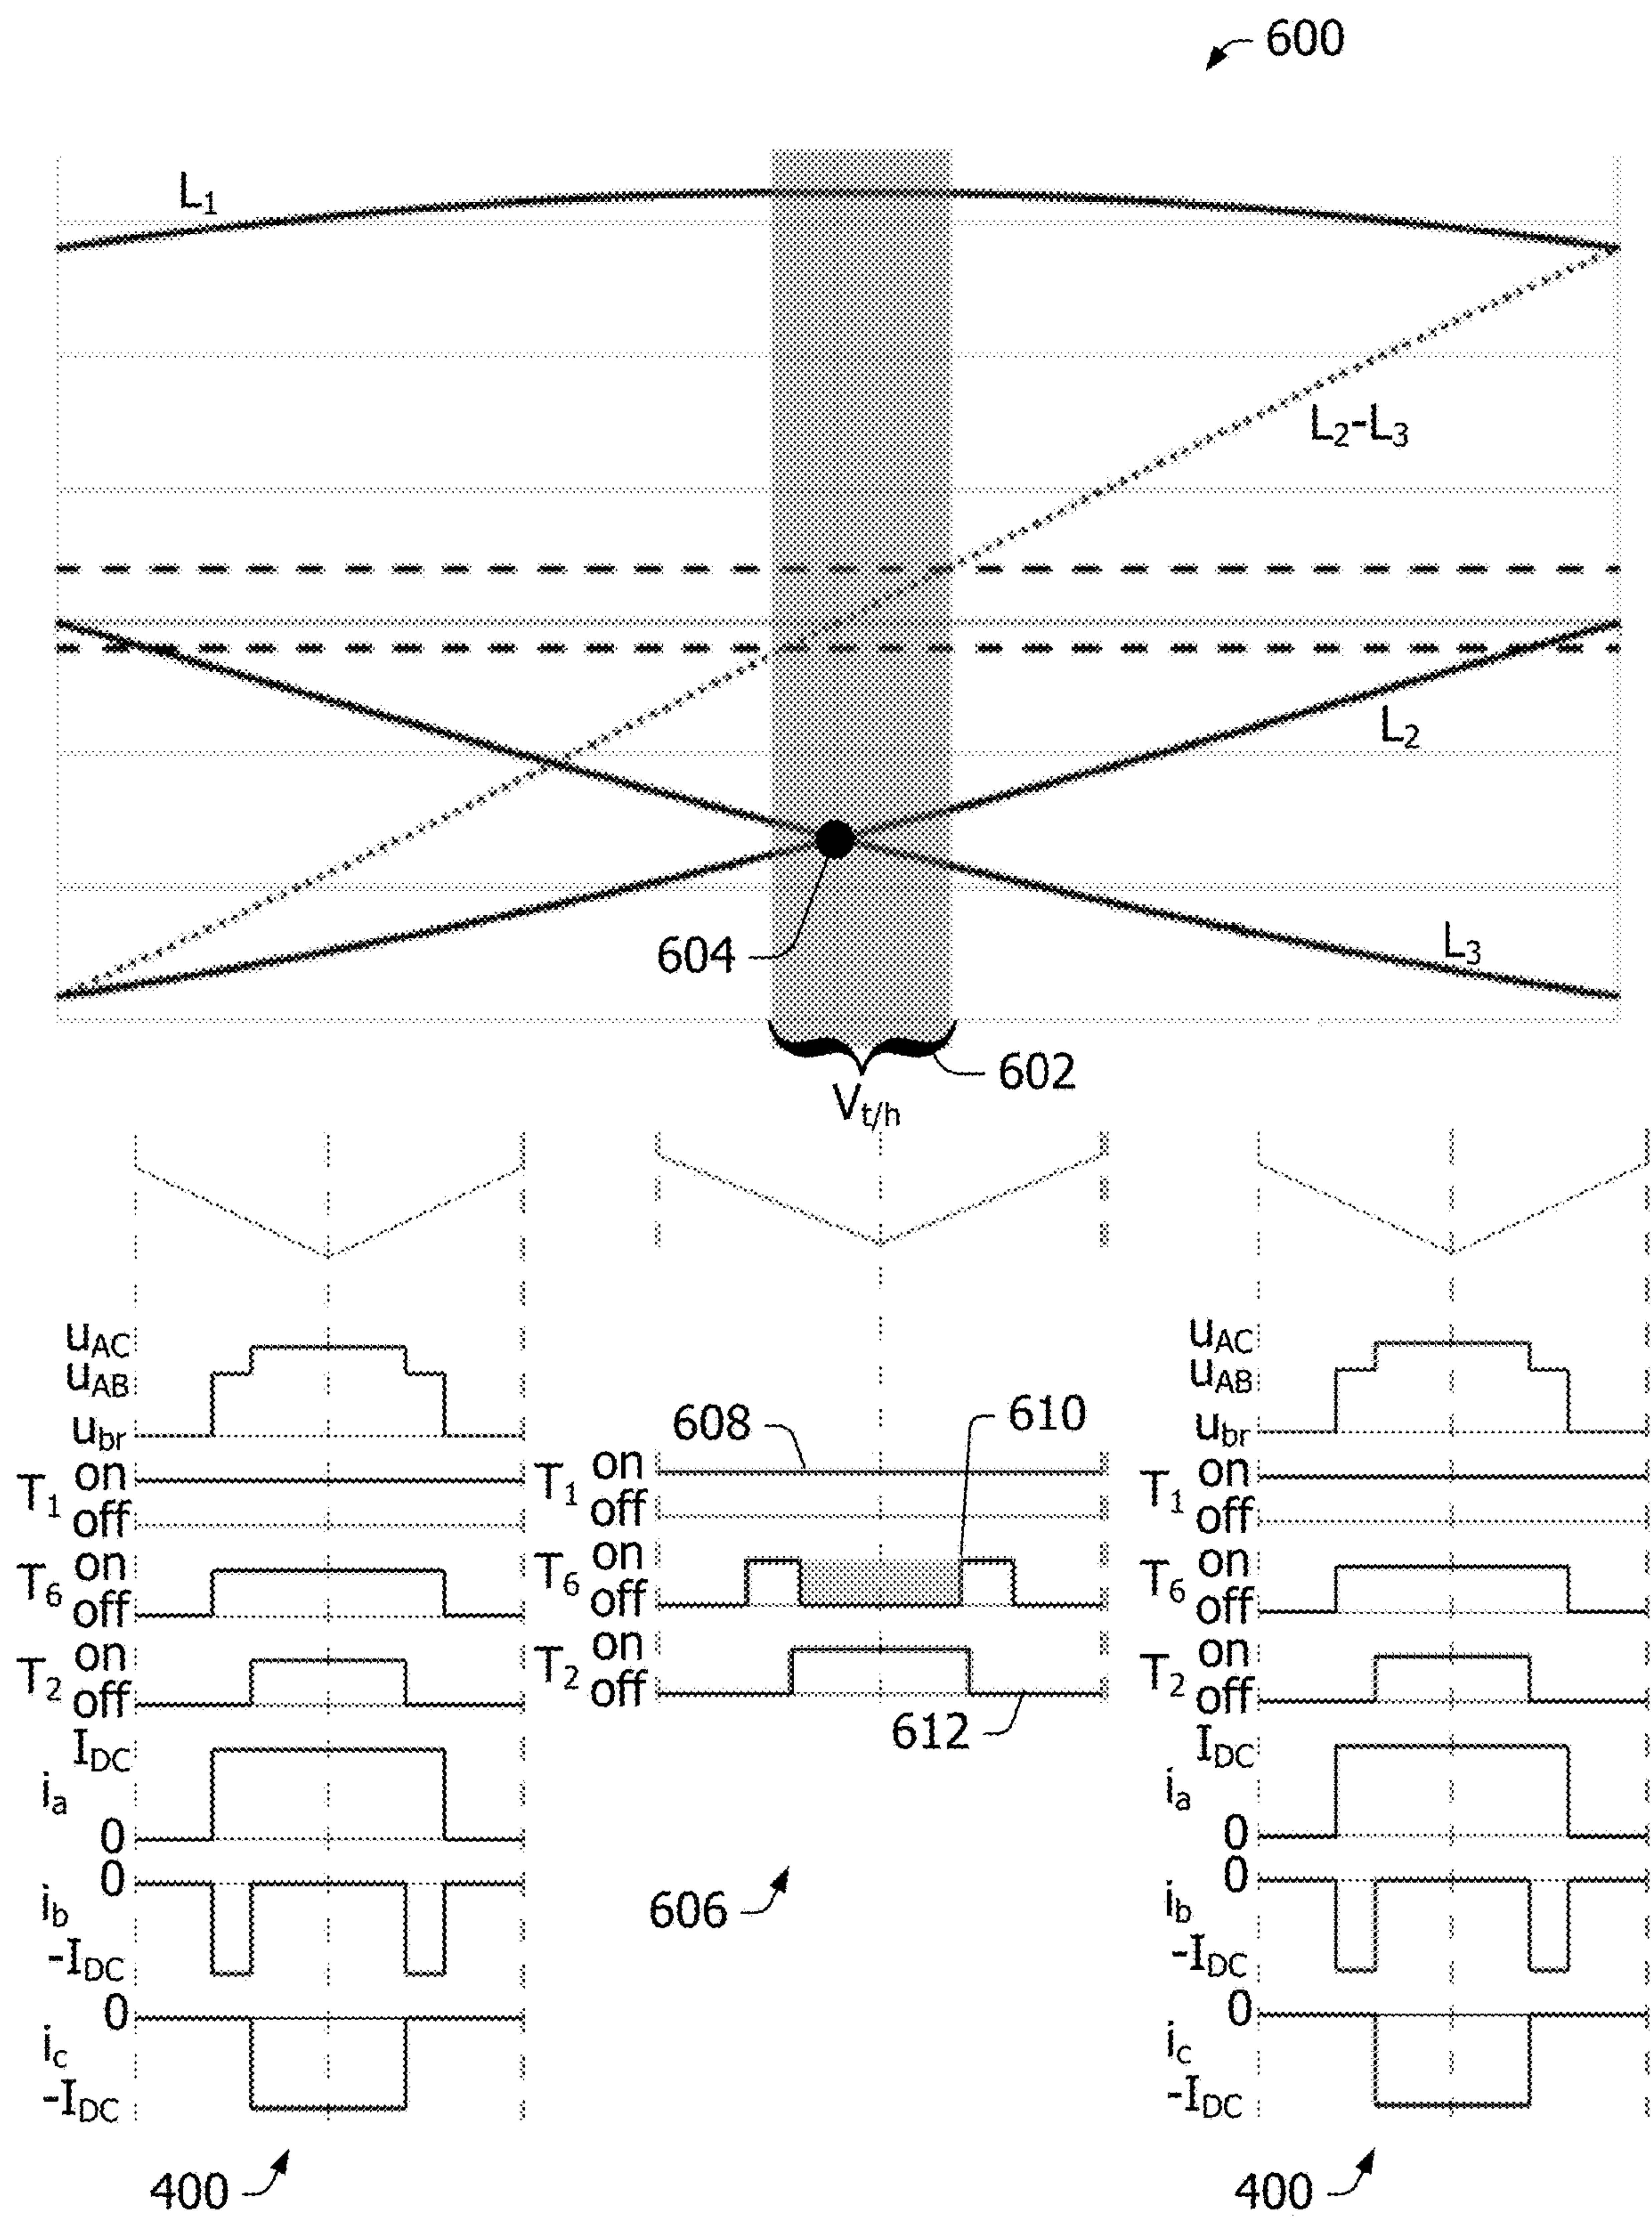 600
L1
L2-L3
L2
L3
604
602
Vt/h
uAC
uAB
ubr
T1 on
off
T6 on
off
T2 on
off
IDC
ia
0
0
ib
-IDC
0
ic
-IDC
400
608
610
T1 on
off
T6 on
off
T2 on
off
612
606
uAC
uAB
ubr
T1 on
off
T6 on
off
T2 on
off
IDC
ia
0
0
ib
-IDC
0
ic
-IDC
400